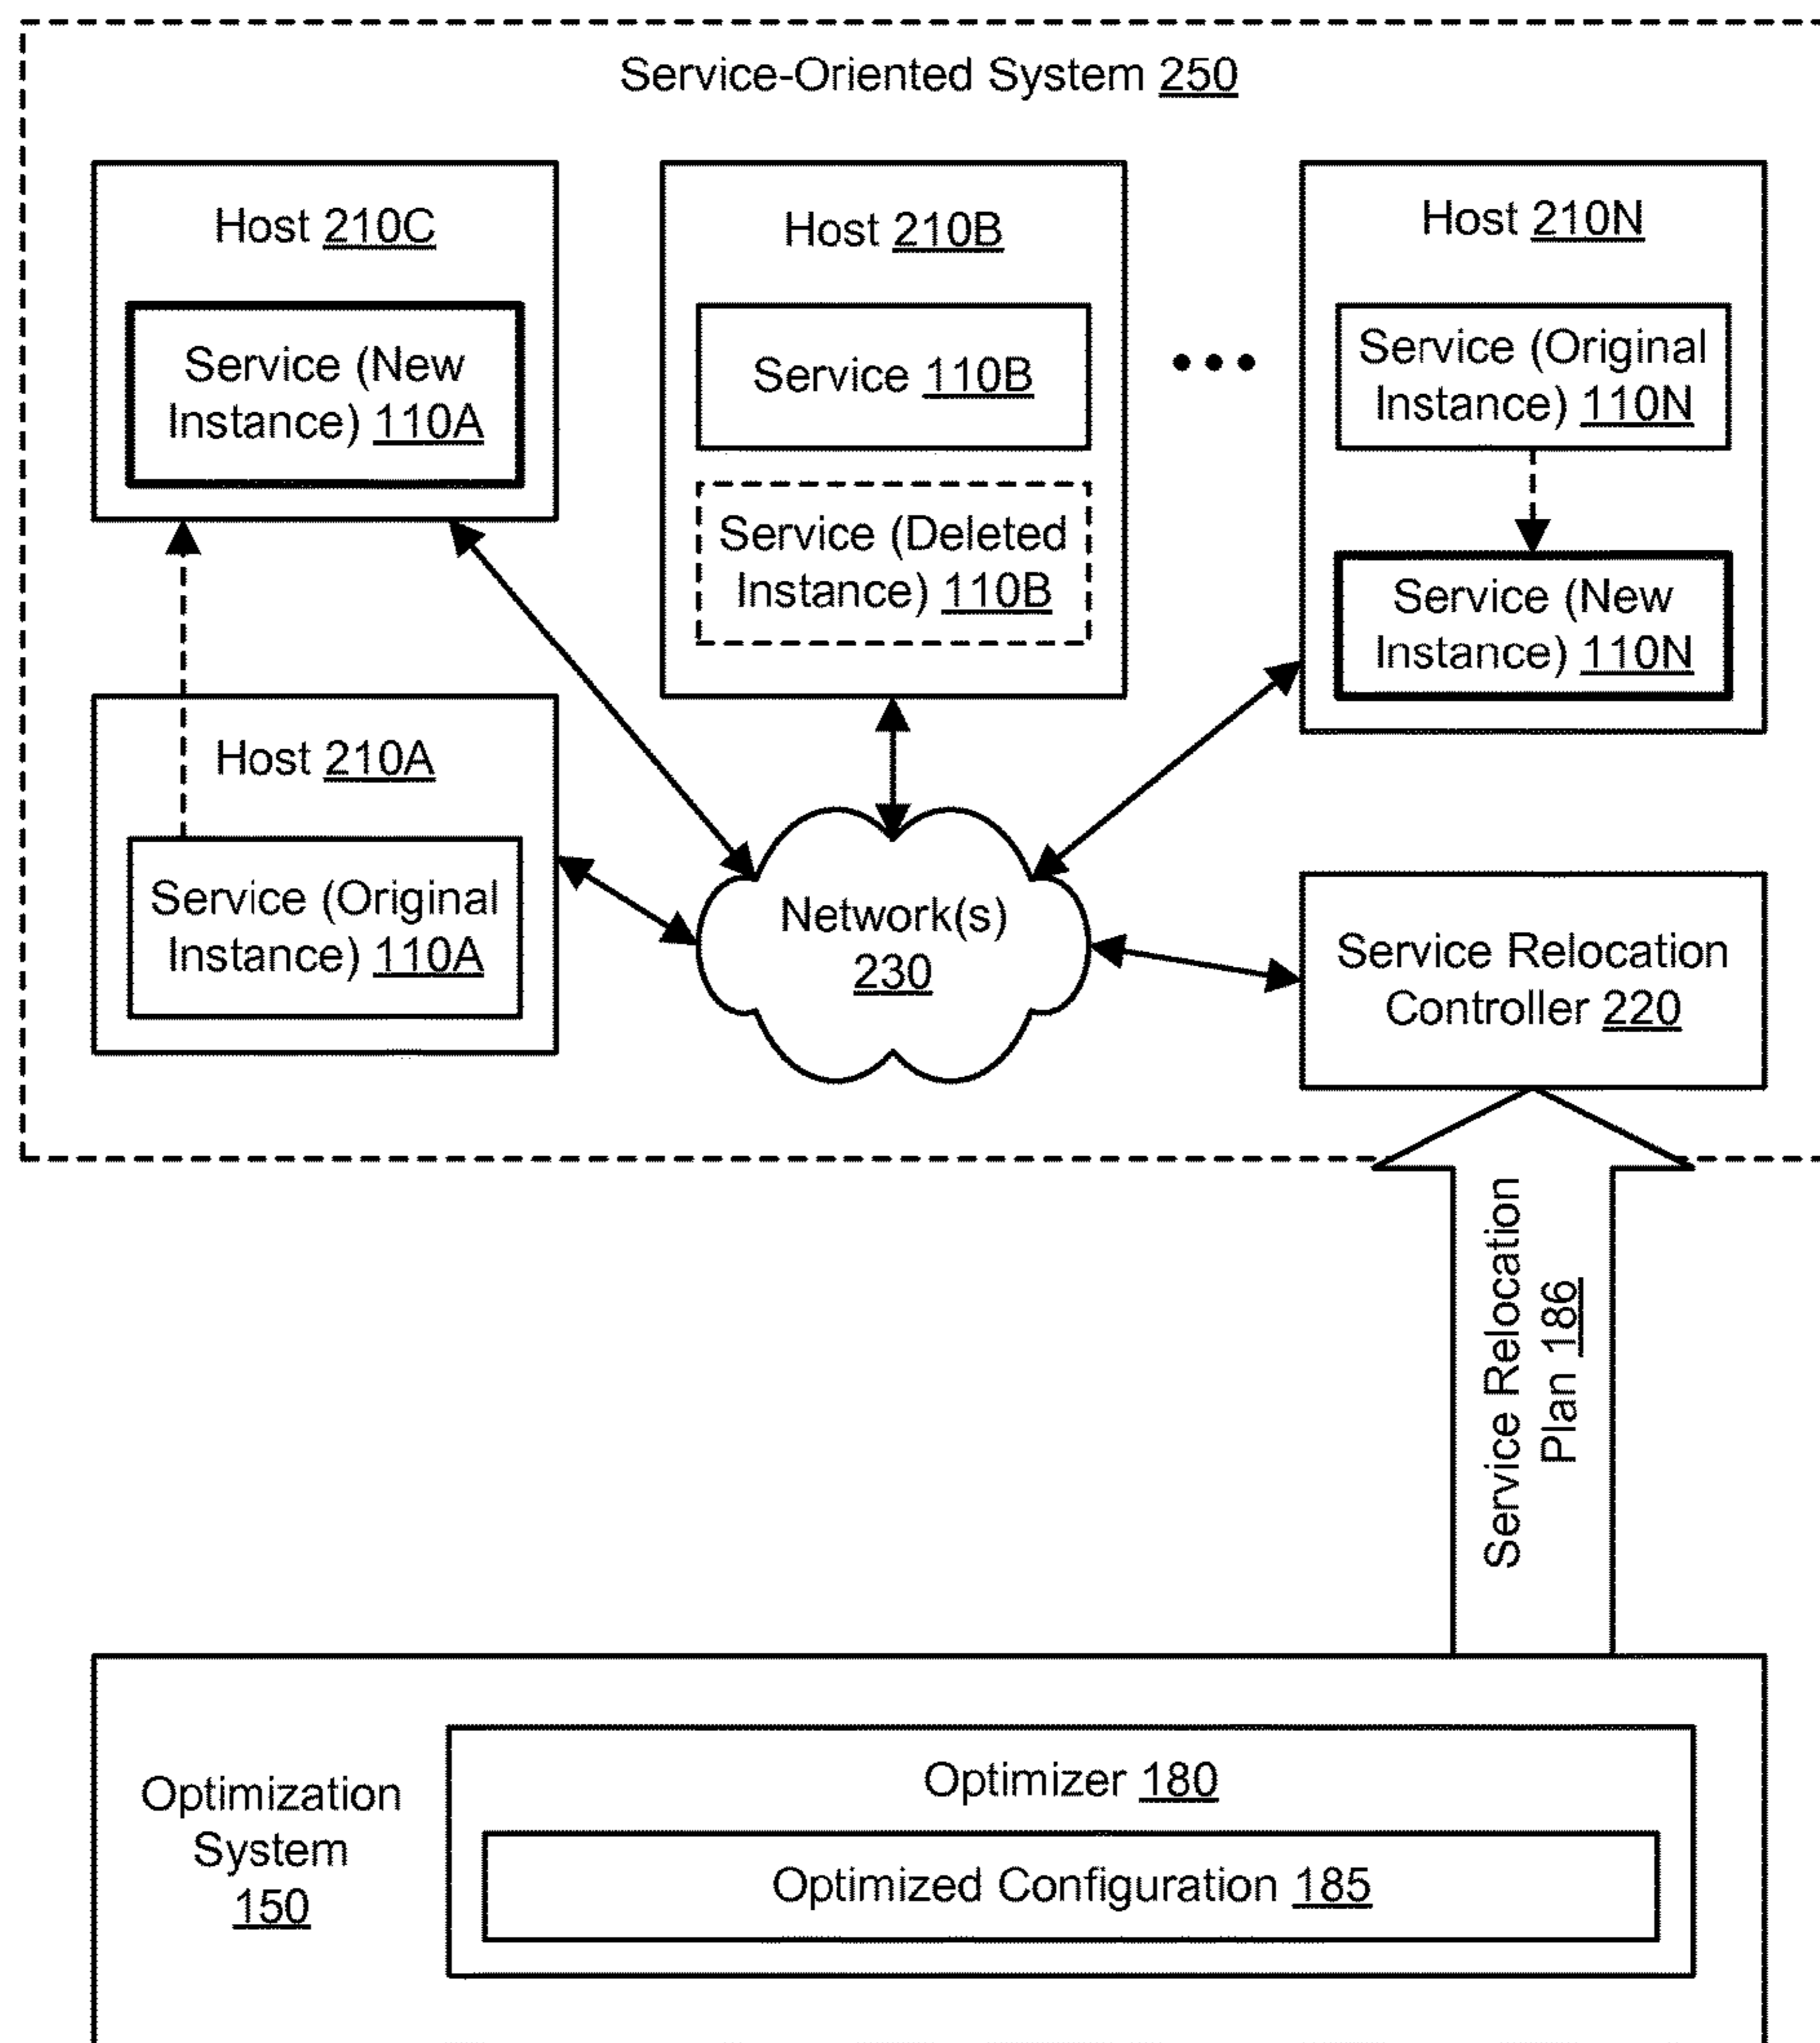 Service-Oriented System 250
Host 210C
Service (New
Instance) 110A
Host 210B
Service 110B
Service (Deleted
Instance) 110B
•••
Host 210N
Service (Original
Instance) 110N
Service (New
Instance) 110N
Host 210A
Service (Original
Instance) 110A
Network(s)
230
Service Relocation
Controller 220
Service Relocation
Plan 186
Optimization
System
150
Optimizer 180
Optimized Configuration 185